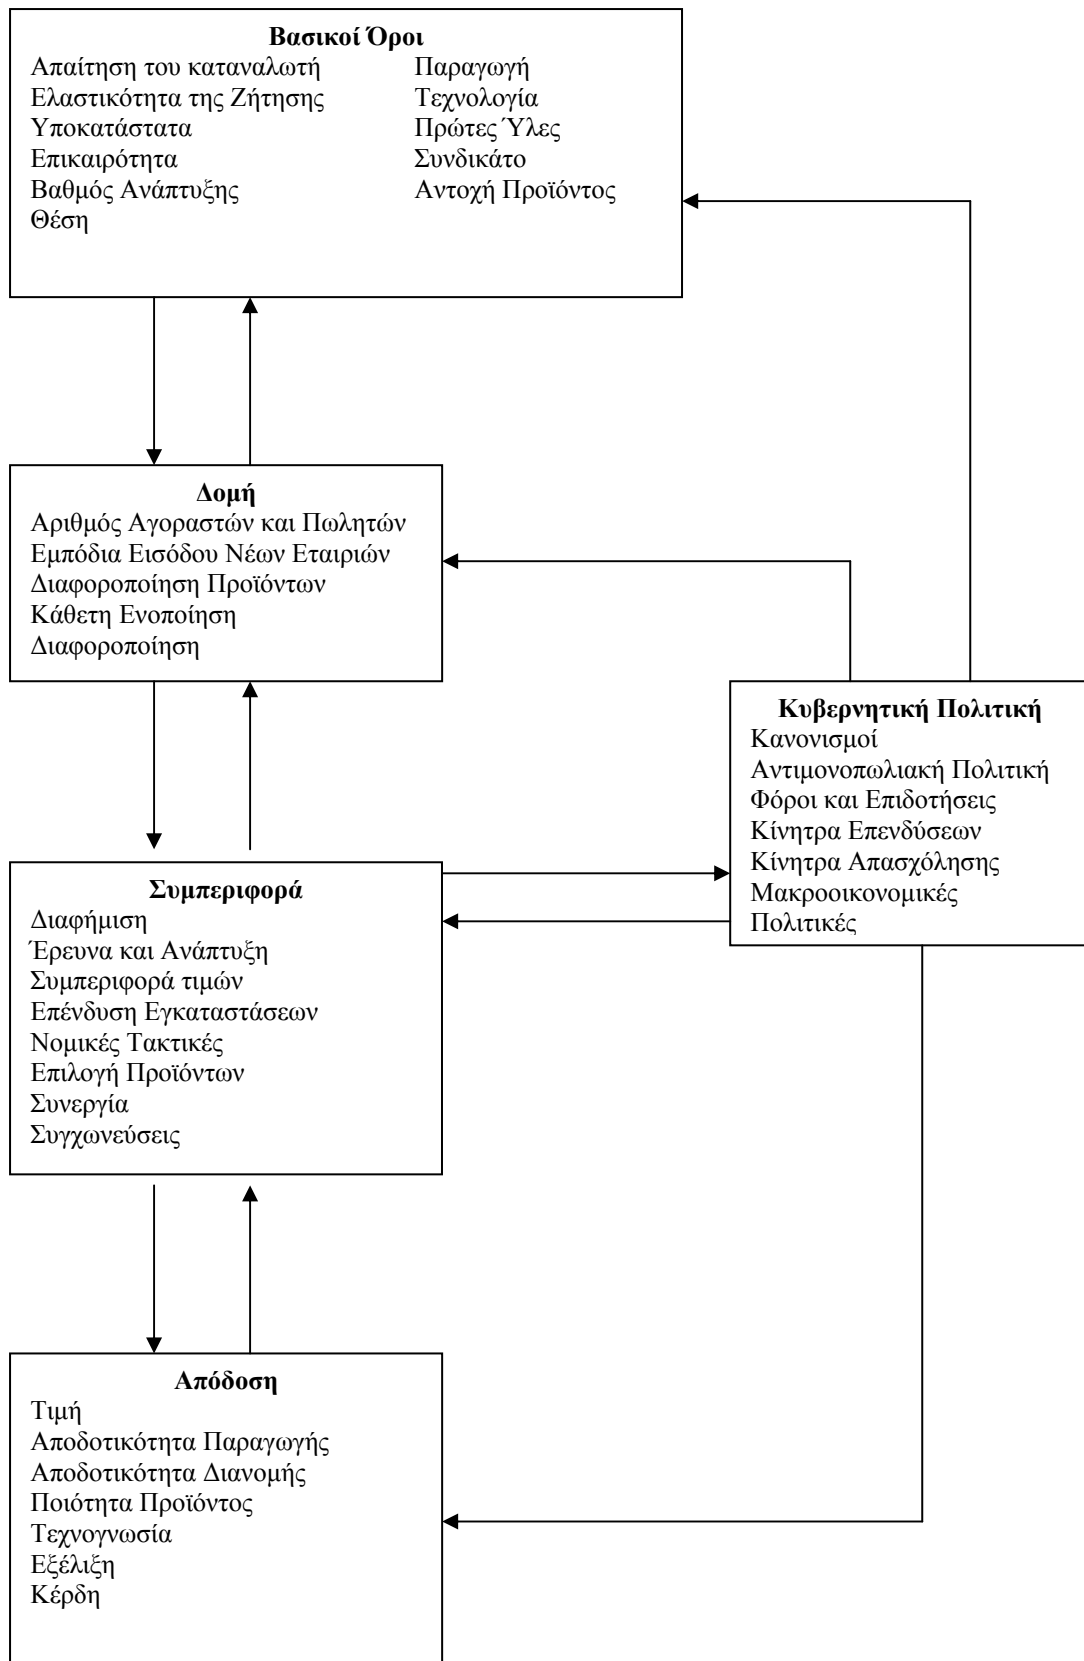 Βασικοί Όροι
Απαίτηση του καταναλωτή Παραγωγή
Ελαστικότητα της Ζήτησης Τεχνολογία
Υποκατάστατα Πρώτες Ύλες
Επικαιρότητα Συνδικάτο
Βαθμός Ανάπτυξης Αντοχή Προϊόντος
Θέση
Δομή
Αριθμός Αγοραστών και Πωλητών
Εμπόδια Εισόδου Νέων Εταιριών
Διαφοροποίηση Προϊόντων
Κάθετη Ενοποίηση
Διαφοροποίηση
Κυβερνητική Πολιτική
Κανονισμοί
Αντιμονοπωλιακή Πολιτική
Φόροι και Επιδοτήσεις
Κίνητρα Επενδύσεων
Κίνητρα Απασχόλησης
Μακροοικονομικές
Πολιτικές
Συμπεριφορά
Διαφήμιση
Έρευνα και Ανάπτυξη
Συμπεριφορά τιμών
Επένδυση Εγκαταστάσεων
Νομικές Τακτικές
Επιλογή Προϊόντων
Συνεργία
Συγχωνεύσεις
Απόδοση
Τιμή
Αποδοτικότητα Παραγωγής
Αποδοτικότητα Διανομής
Ποιότητα Προϊόντος
Τεχνογνωσία
Εξέλιξη
Κέρδη